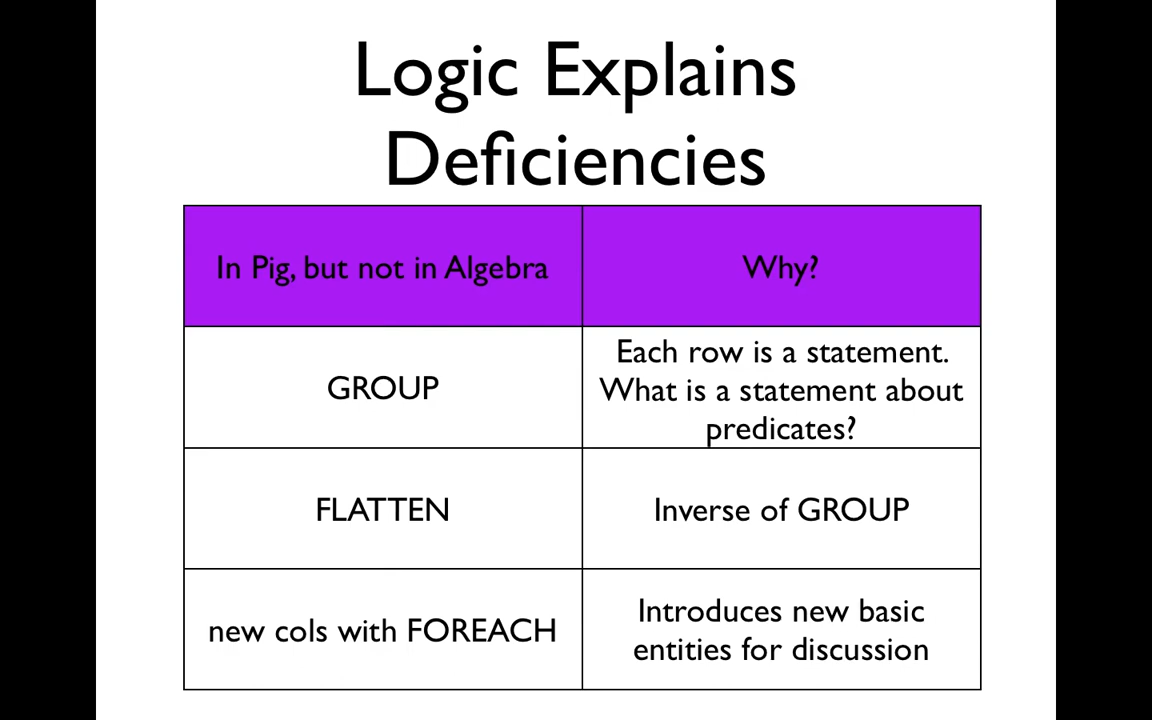 Logic Explains
Deficiencies
In Pig, but not in Algebra
Why?
GROUP
Each row is a statement.
What is a statement about
predicates?
FLATTEN
Inverse of GROUP
new cols with FOREACH
Introduces new basic
entities for discussion